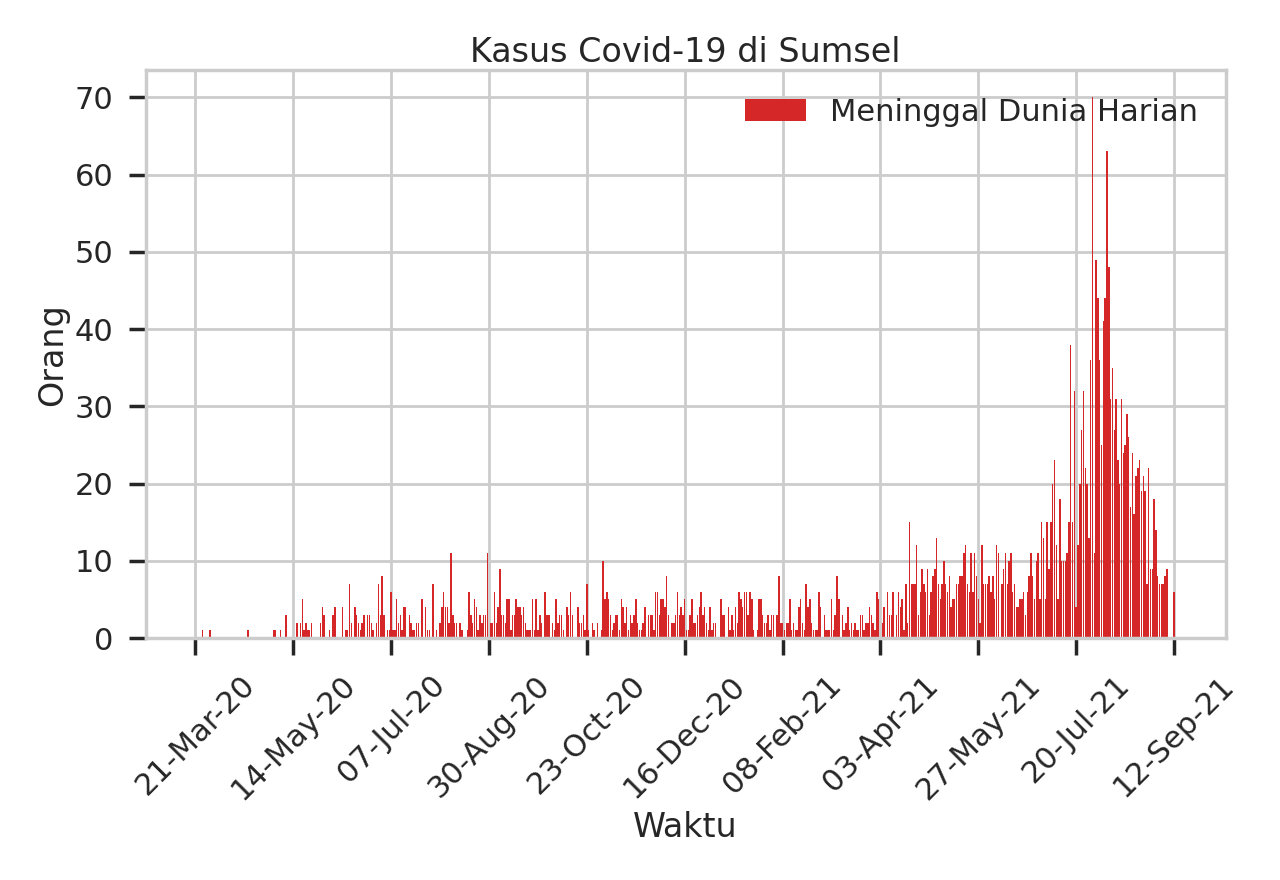 Kasus Covid-19 di Sumsel
Meninggal Dunia Harian
70
60
50
40
30
20
10
0
Orang
21-Mar-20
14-May-20
07-Jul-20
30-Aug-20
23-Oct-20
16-Dec-20
08-Feb-21
03-Apr-21
27-May-21
20-Jul-21
12-Sep-21
Waktu